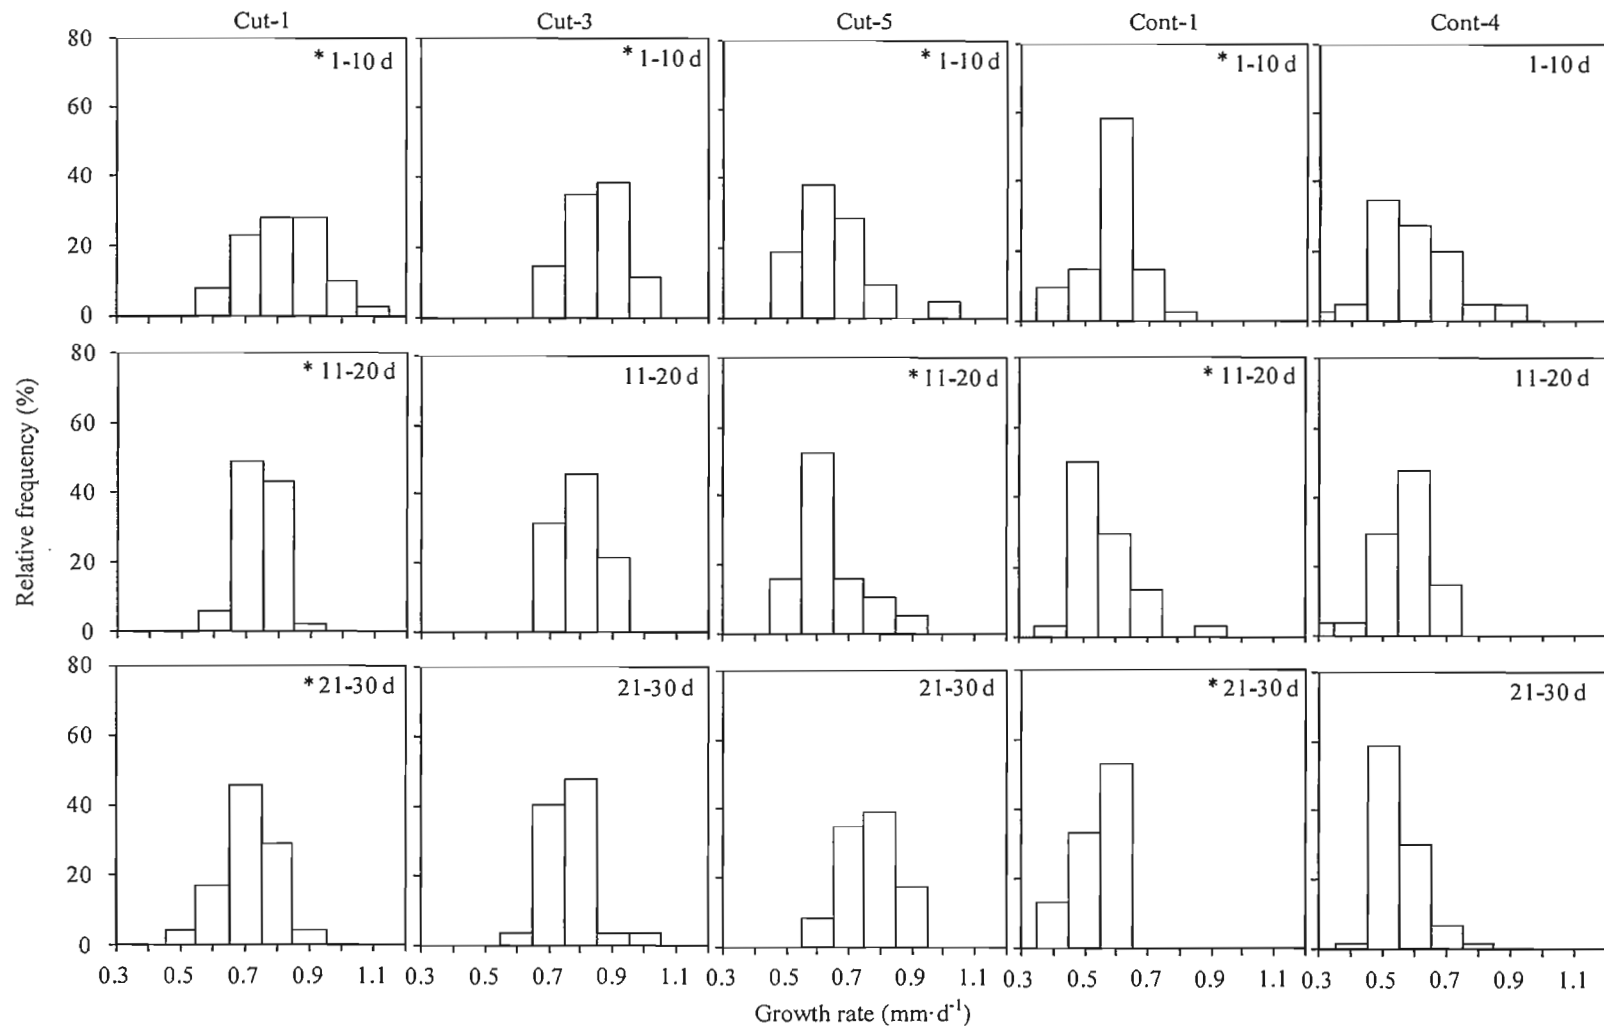 Cut-1 Cut-3 Cut-5 Cont-1 Cont-4
80 * 1-10 d * 1-10 d * 1-10 d * 1-10 d 1-10 d
60
40
20
0
80 * 11-20 d 11-20 d * 11-20 d * 11-20 d 11-20 d
60
40
20
0
80 * 21-30 d 21-30 d 21-30 d * 21-30 d 21-30 d
60
40
20
0
Relative frequency (%)
0.3 0.5 0.7 0.9 1.1 0.3 0.5 0.7 0.9 1.1 0.3 0.5 0.7 0.9 1.1 0.3 0.5 0.7 0.9 1.1 0.3 0.5 0.7 0.9 1.1
Growth rate (mm·d⁻¹)